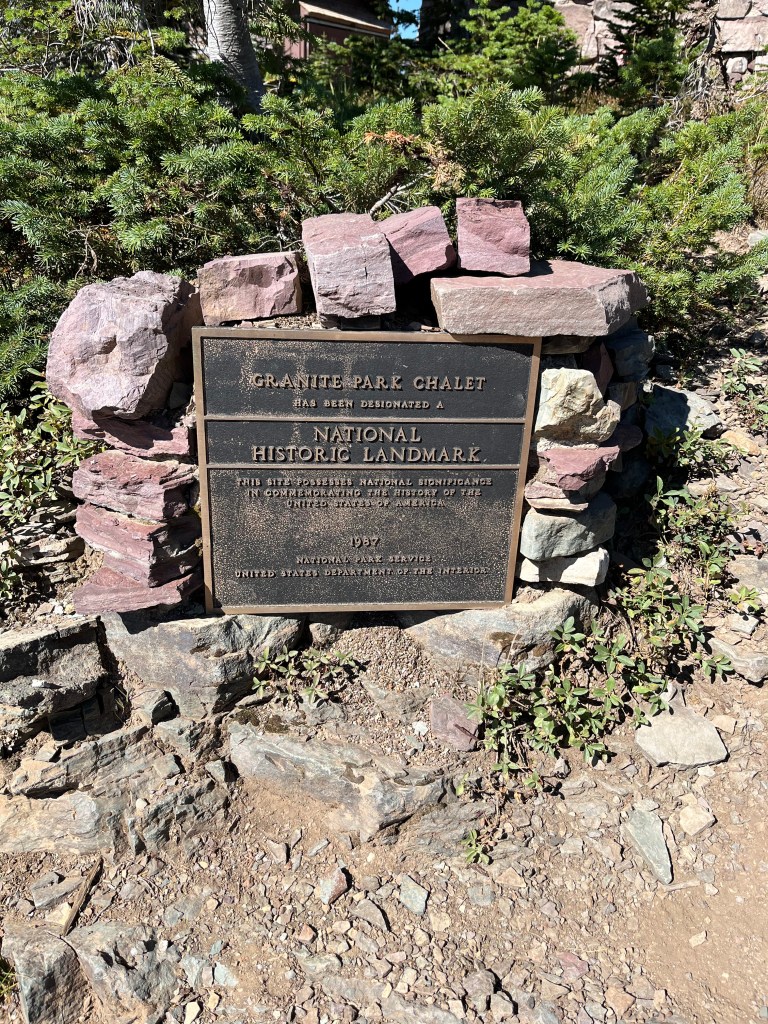 GRANITE PARK CHALET
HAS BEEN DESIGNATED A
NATIONAL
HISTORIC LANDMARK
THIS SITE POSSESSES NATIONAL SIGNIFICANCE
IN COMMEMORATING THE HISTORY OF THE
UNITED STATES OF AMERICA
1987
NATIONAL PARK SERVICE
UNITED STATES DEPARTMENT OF THE INTERIOR